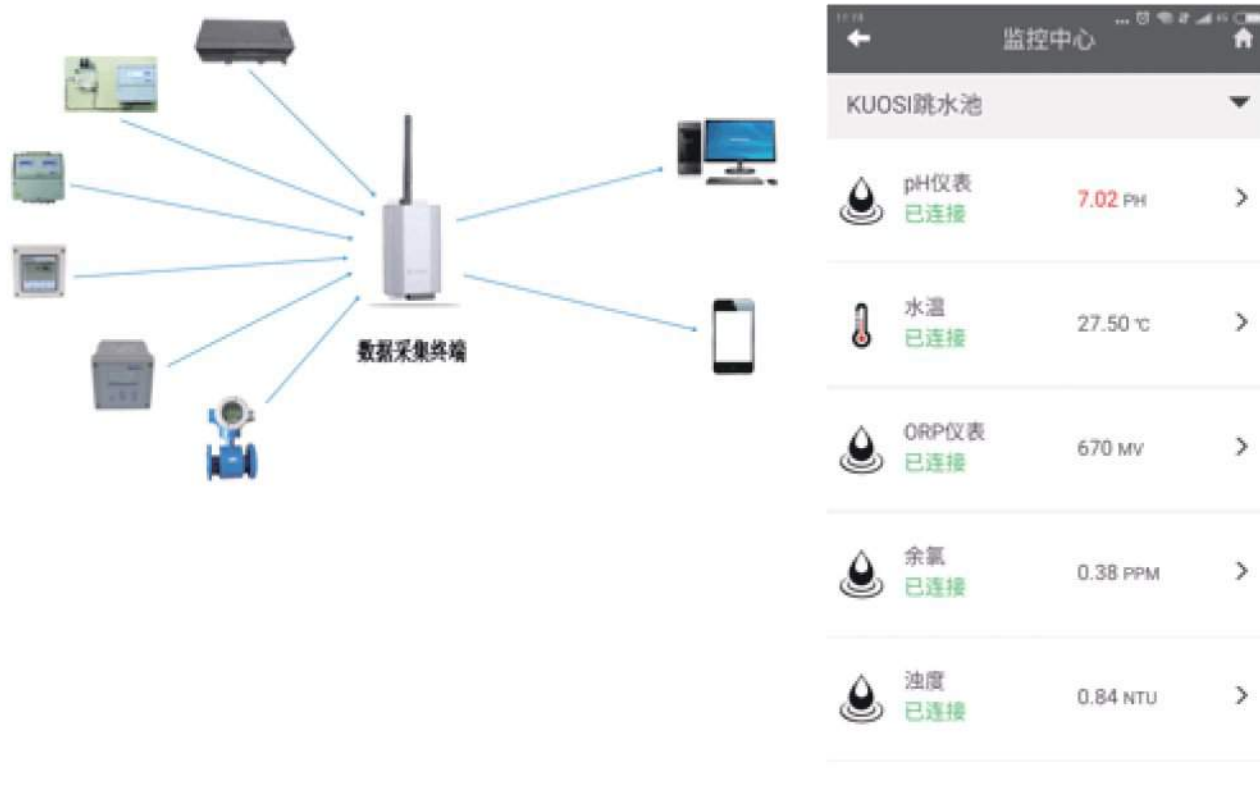 数据采集终端
监控中心
KUOSI跳水池
pH仪表
已连接
7.02 PH
水温
已连接
27.50 ℃
ORP仪表
已连接
670 MV
余氯
已连接
0.38 PPM
浊度
已连接
0.84 NTU